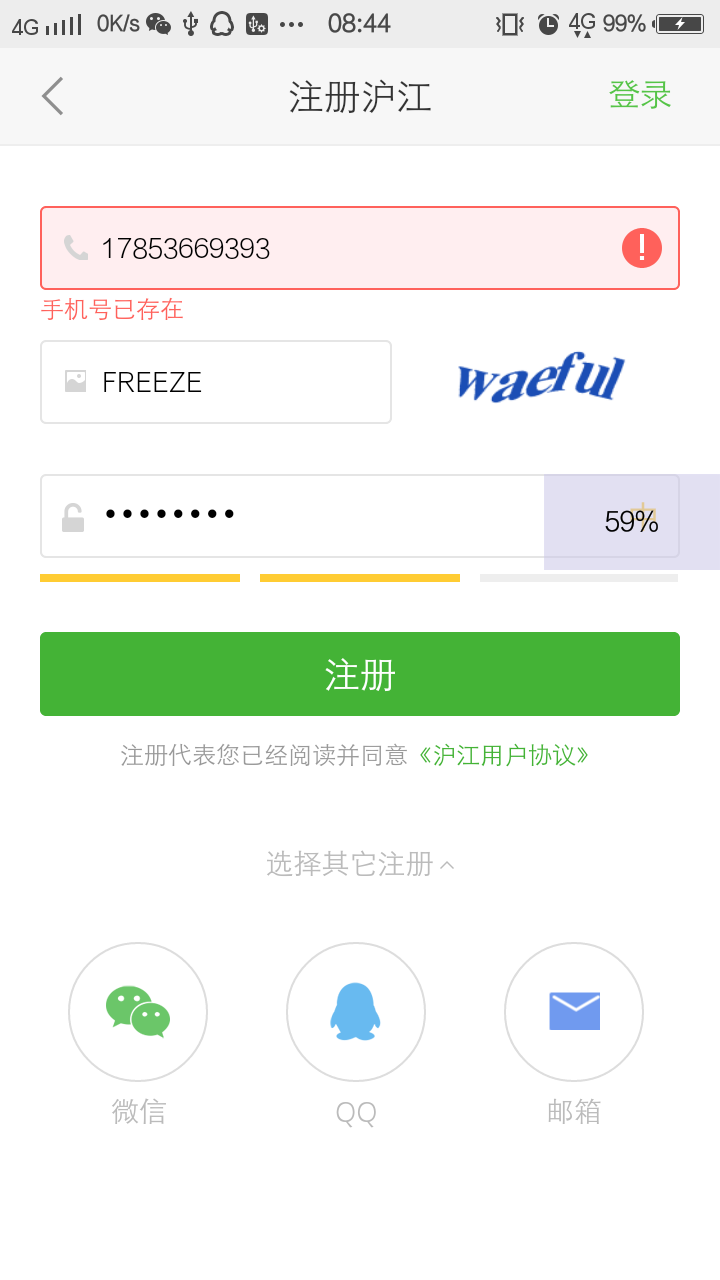 4G 0K/s 08:44 4G 99%
注册沪江 登录
17853669393
手机号已存在
FREEZE waeful
•••••••• 59% 中
注册
注册代表您已经阅读并同意《沪江用户协议》
选择其它注册
微信 QQ 邮箱